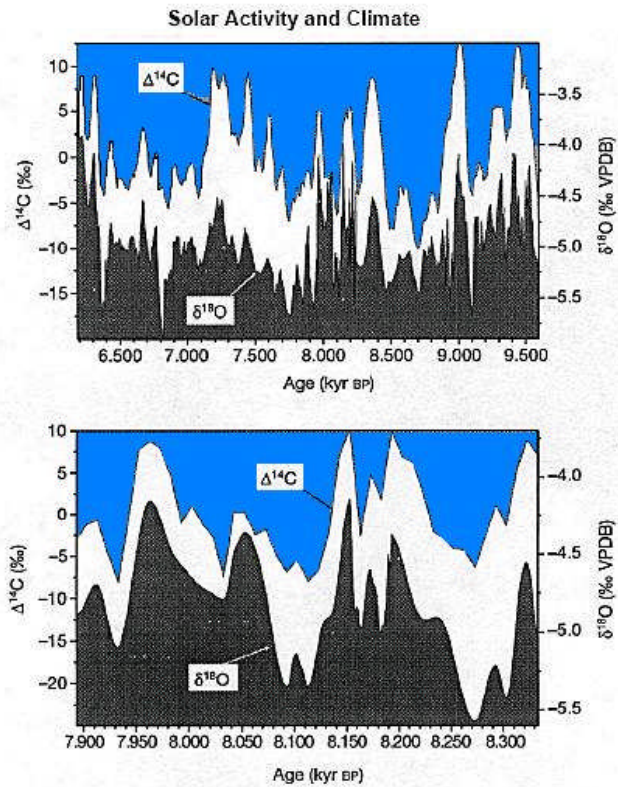 Solar Activity and Climate
10
5
0
−5
−10
−15
Δ¹⁴C (‰)
Δ¹⁴C
δ¹⁸O
−3.5
−4.0
−4.5
−5.0
−5.5
δ¹⁸O (‰ VPDB)
6.500 7.000 7.500 8.000 8.500 9.000 9.500
Age (kyr BP)
10
5
0
−5
−10
−15
−20
Δ¹⁴C (‰)
Δ¹⁴C
δ¹⁸O
−4.0
−4.5
−5.0
−5.5
δ¹⁸O (‰ VPDB)
7.900 7.950 8.000 8.050 8.100 8.150 8.200 8.250 8.300
Age (kyr BP)